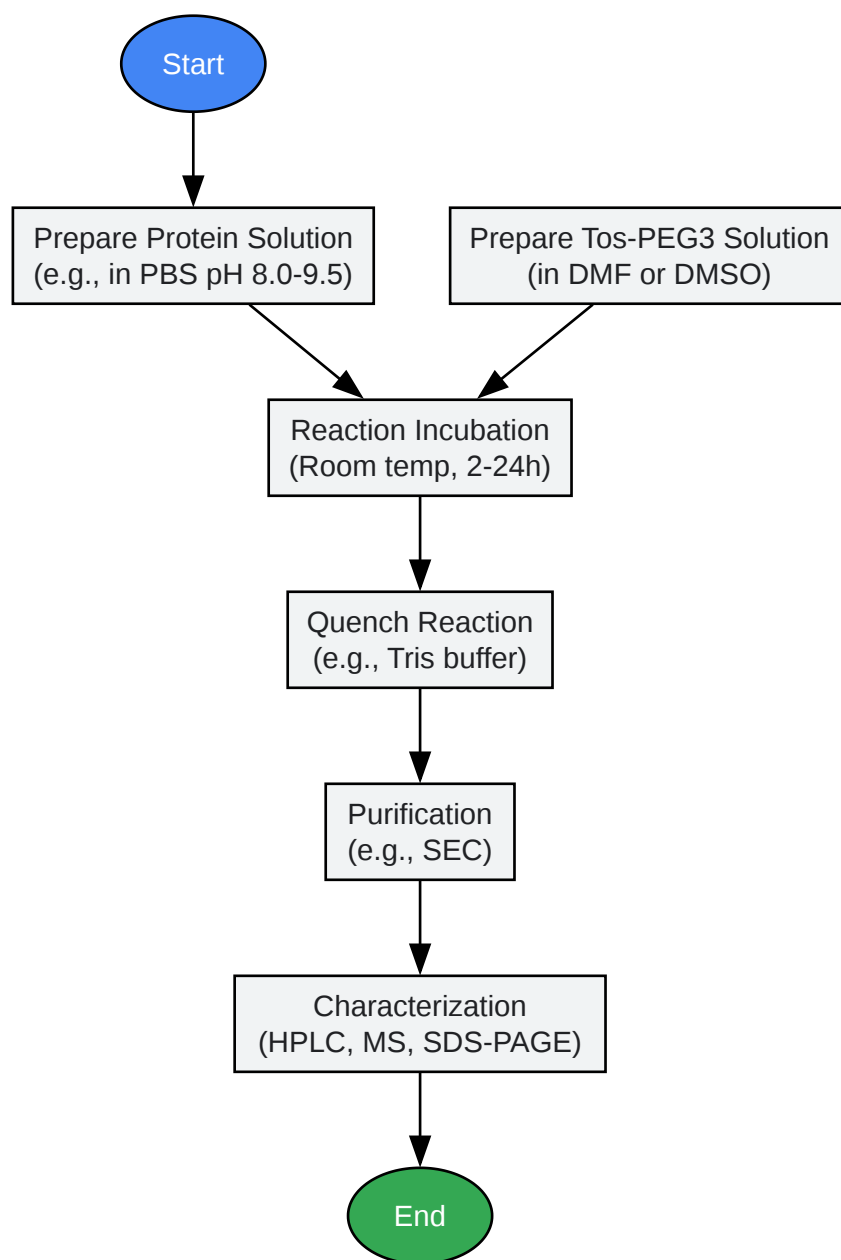 Start
Prepare Protein Solution
(e.g., in PBS pH 8.0-9.5)
Prepare Tos-PEG3 Solution
(in DMF or DMSO)
Reaction Incubation
(Room temp, 2-24h)
Quench Reaction
(e.g., Tris buffer)
Purification
(e.g., SEC)
Characterization
(HPLC, MS, SDS-PAGE)
End